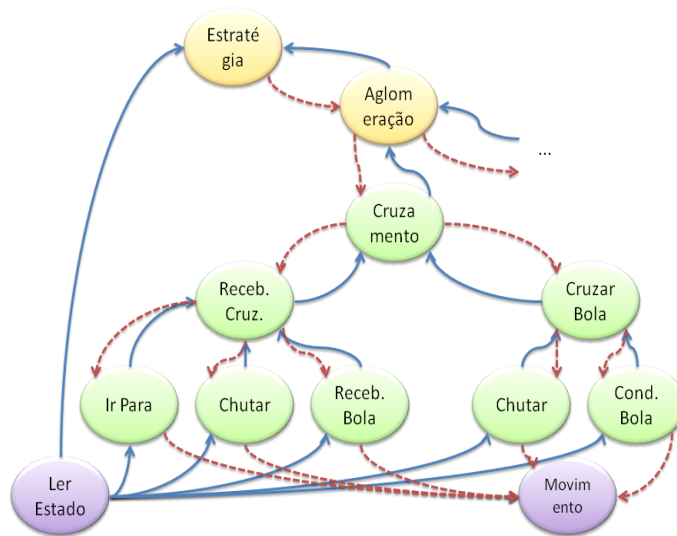 Estraté
gia
Aglom
eração
...
Cruza
mento
Receb.
Cruz.
Cruzar
Bola
Ir Para
Chutar
Receb.
Bola
Chutar
Cond.
Bola
Ler
Estado
Movim
ento